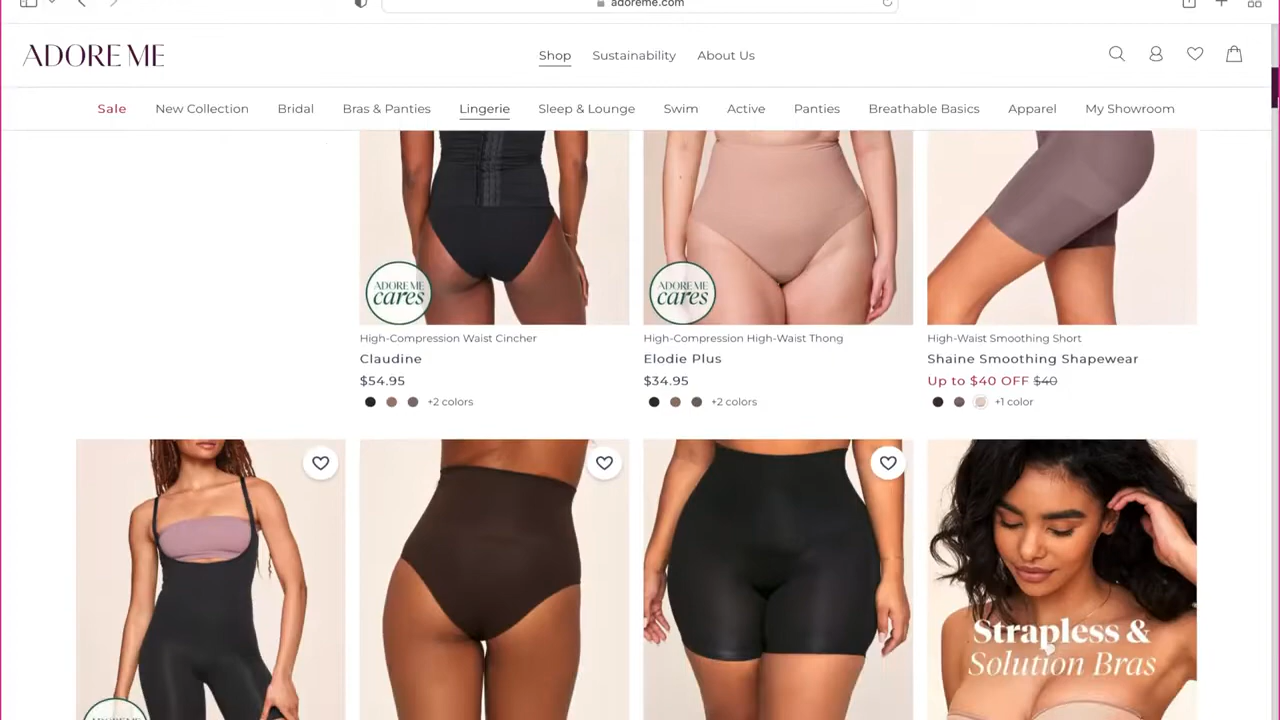 adoreme.com
ADORE ME
Shop
Sustainability
About Us
Sale
New Collection
Bridal
Bras & Panties
Lingerie
Sleep & Lounge
Swim
Active
Panties
Breathable Basics
Apparel
My Showroom
ADORE ME
cares
ADORE ME
cares
High-Compression Waist Cincher
Claudine
$54.95
+2 colors
High-Compression High-Waist Thong
Elodie Plus
$34.95
+2 colors
High-Waist Smoothing Short
Shaine Smoothing Shapewear
Up to $40 OFF $40
+1 color
ADORE ME
Strapless &
Solution Bras